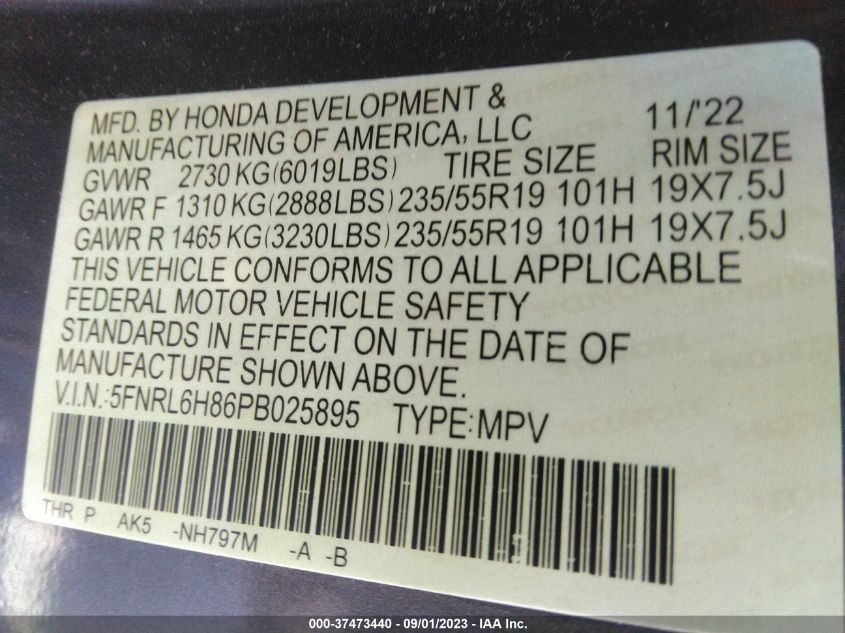 MFD. BY HONDA DEVELOPMENT & 11/'22
MANUFACTURING OF AMERICA, LLC
GVWR 2730 KG(6019LBS) TIRE SIZE RIM SIZE
GAWR F 1310 KG(2888LBS) 235/55R19 101H 19X7.5J
GAWR R 1465 KG(3230LBS) 235/55R19 101H 19X7.5J
THIS VEHICLE CONFORMS TO ALL APPLICABLE
FEDERAL MOTOR VEHICLE SAFETY
STANDARDS IN EFFECT ON THE DATE OF
MANUFACTURE SHOWN ABOVE.
V.I.N.:5FNRL6H86PB025895 TYPE:MPV
THR P AK5 -NH797M -A -B
000-37473440 - 09/01/2023 - IAA Inc.